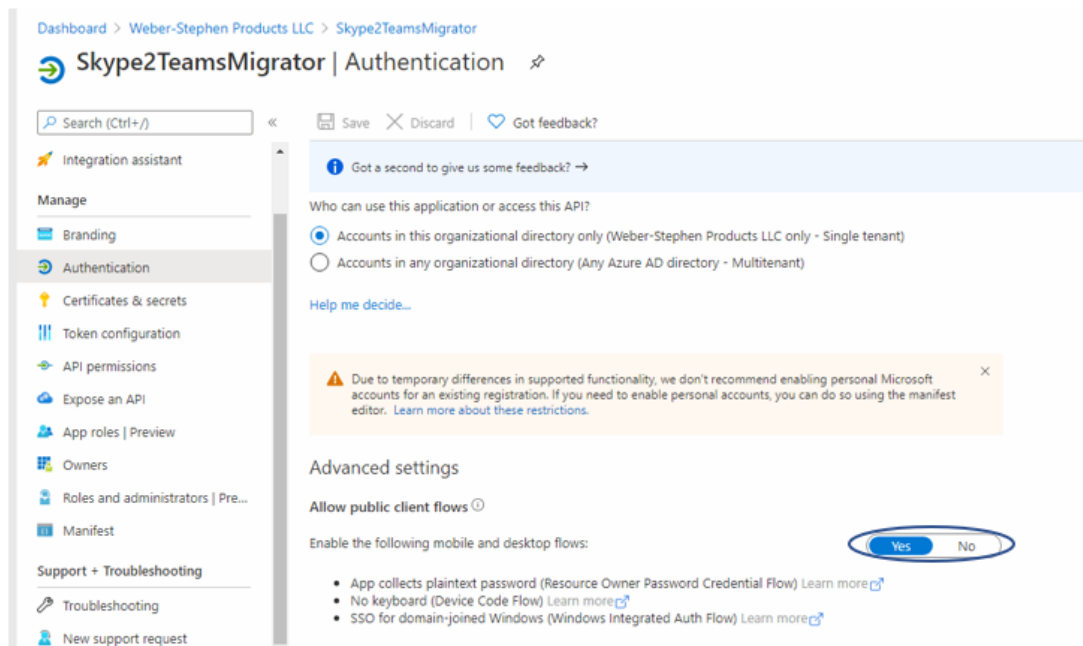 Dashboard > Weber-Stephen Products LLC > Skype2TeamsMigrator
Skype2TeamsMigrator | Authentication
Search (Ctrl+/)
«
Integration assistant
Manage
Branding
Authentication
Certificates & secrets
Token configuration
API permissions
Expose an API
App roles | Preview
Owners
Roles and administrators | Pre...
Manifest
Support + Troubleshooting
Troubleshooting
New support request
Save Discard | Got feedback?
Got a second to give us some feedback? →
Who can use this application or access this API?
Accounts in this organizational directory only (Weber-Stephen Products LLC only - Single tenant)
Accounts in any organizational directory (Any Azure AD directory - Multitenant)
Help me decide...
Due to temporary differences in supported functionality, we don't recommend enabling personal Microsoft
accounts for an existing registration. If you need to enable personal accounts, you can do so using the manifest
editor. Learn more about these restrictions.
Advanced settings
Allow public client flows
Enable the following mobile and desktop flows:
Yes No
• App collects plaintext password (Resource Owner Password Credential Flow) Learn more
• No keyboard (Device Code Flow) Learn more
• SSO for domain-joined Windows (Windows Integrated Auth Flow) Learn more